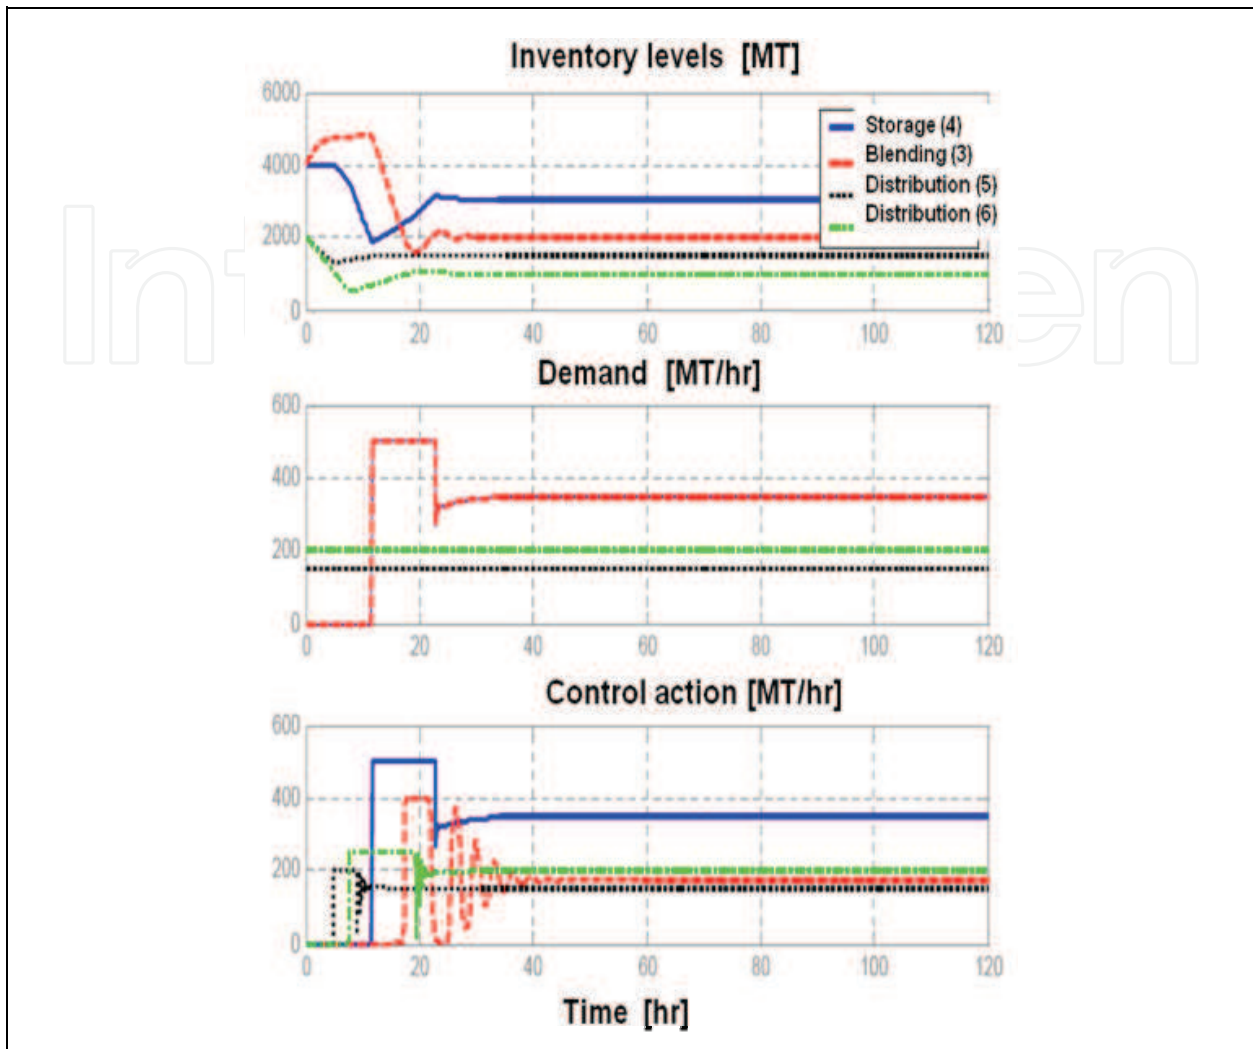 Inventory levels [MT]
6000
4000
2000
0
0 20 40 60 80 100 120
Storage (4)
Blending (3)
Distribution (5)
Distribution (6)
Demand [MT/hr]
600
400
200
0
0 20 40 60 80 100 120
Control action [MT/hr]
600
400
200
0
0 20 40 60 80 100 120
Time [hr]